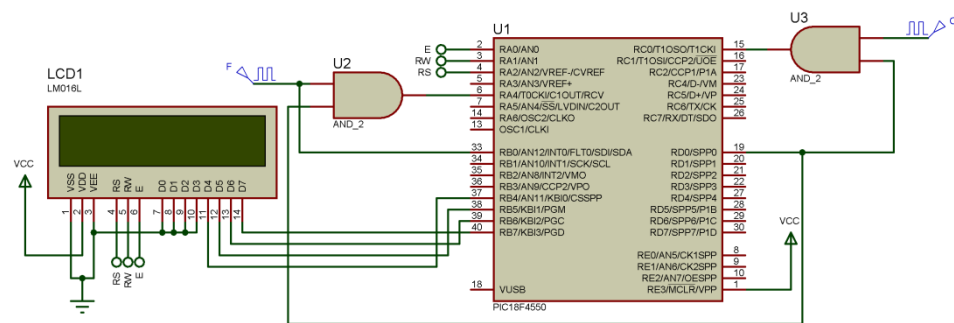 LCD1
LM016L
VSS
VDD
VEE
RS
RW
E
D0
D1
D2
D3
D4
D5
D6
D7
1
2
3
4
5
6
7
8
9
10
11
12
13
14
VCC
RS
RW
E
F
U2
AND_2
E
RW
RS
U1
2 RA0/AN0
3 RA1/AN1
4 RA2/AN2/VREF-/CVREF
5 RA3/AN3/VREF+
6 RA4/T0CKI/C1OUT/RCV
7 RA5/AN4/SS/LVDIN/C2OUT
14 RA6/OSC2/CLKO
13 OSC1/CLKI
33 RB0/AN12/INT0/FLT0/SDI/SDA
34 RB1/AN10/INT1/SCK/SCL
35 RB2/AN8/INT2/VMO
36 RB3/AN9/CCP2/VPO
37 RB4/AN11/KBI0/CSSPP
38 RB5/KBI1/PGM
39 RB6/KBI2/PGC
40 RB7/KBI3/PGD
18 VUSB
RC0/T1OSO/T1CKI 15
RC1/T1OSI/CCP2/UOE 16
RC2/CCP1/P1A 17
RC4/D-/VM 23
RC5/D+/VP 24
RC6/TX/CK 25
RC7/RX/DT/SDO 26
RD0/SPP0 19
RD1/SPP1 20
RD2/SPP2 21
RD3/SPP3 22
RD4/SPP4 27
RD5/SPP5/P1B 28
RD6/SPP6/P1C 29
RD7/SPP7/P1D 30
RE0/AN5/CK1SPP 8
RE1/AN6/CK2SPP 9
RE2/AN7/OESPP 10
RE3/MCLR/VPP 1
PIC18F4550
U3
AND_2
VCC